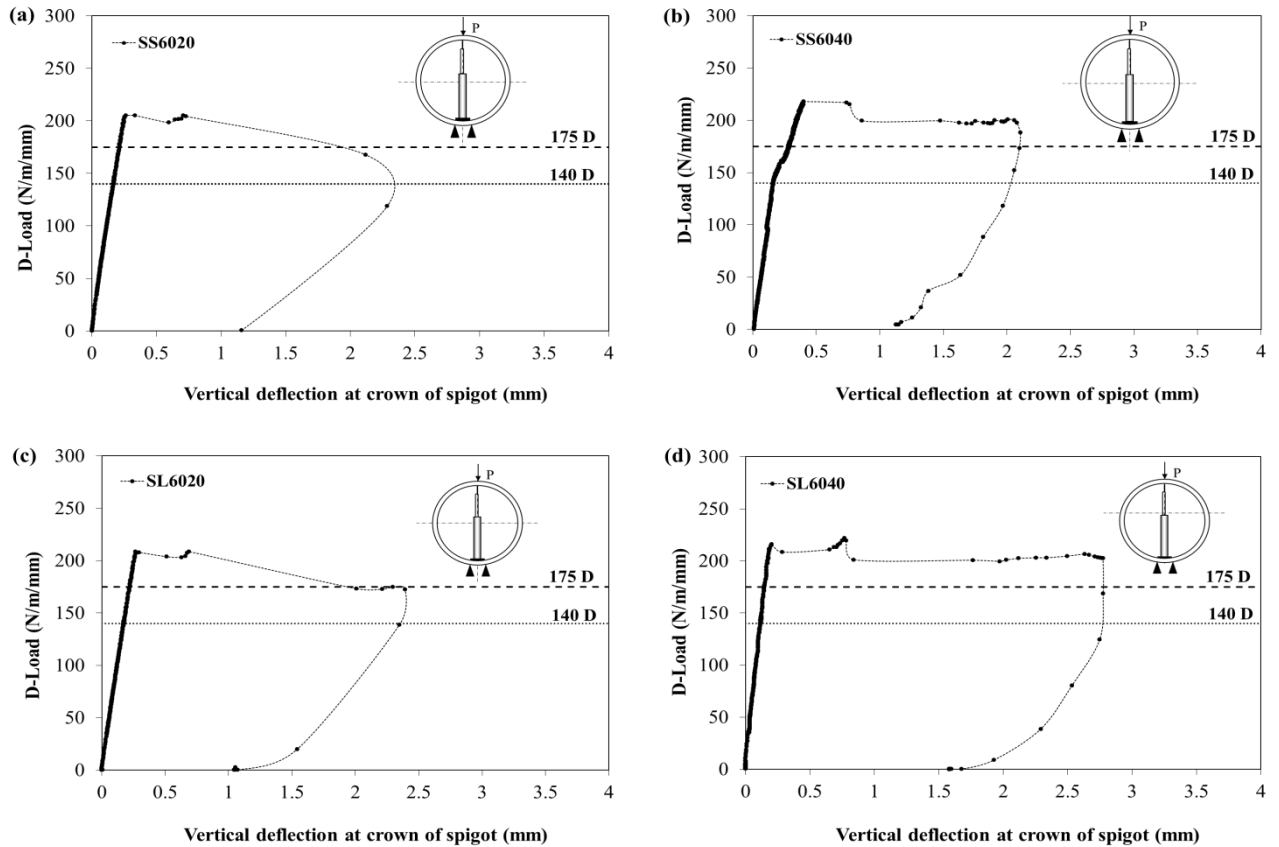 (a)
300
250
200
150
100
50
0
D-Load (N/m/mm)
SS6020
P
175 D
140 D
0 0.5 1 1.5 2 2.5 3 3.5 4
Vertical deflection at crown of spigot (mm)
(b)
300
250
200
150
100
50
0
D-Load (N/m/mm)
SS6040
P
175 D
140 D
0 0.5 1 1.5 2 2.5 3 3.5 4
Vertical deflection at crown of spigot (mm)
(c)
300
250
200
150
100
50
0
D-Load (N/m/mm)
SL6020
P
175 D
140 D
0 0.5 1 1.5 2 2.5 3 3.5 4
Vertical deflection at crown of spigot (mm)
(d)
300
250
200
150
100
50
0
D-Load (N/m/mm)
SL6040
P
175 D
140 D
0 0.5 1 1.5 2 2.5 3 3.5 4
Vertical deflection at crown of spigot (mm)